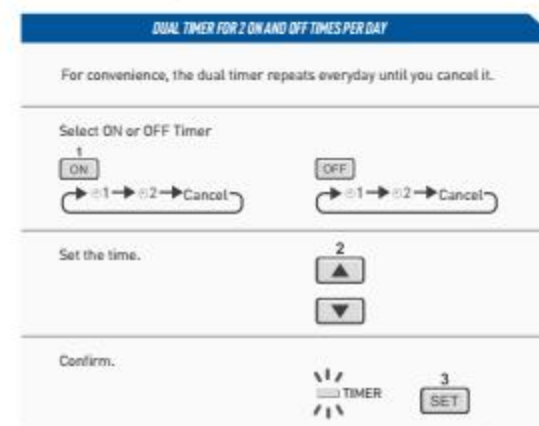 DUAL TIMER FOR 2 ON AND OFF TIMES PER DAY
For convenience, the dual timer repeats everyday until you cancel it.
Select ON or OFF Timer
1
ON
OFF
1 2 Cancel
1 2 Cancel
Set the time.
2
Confirm.
TIMER
3
SET